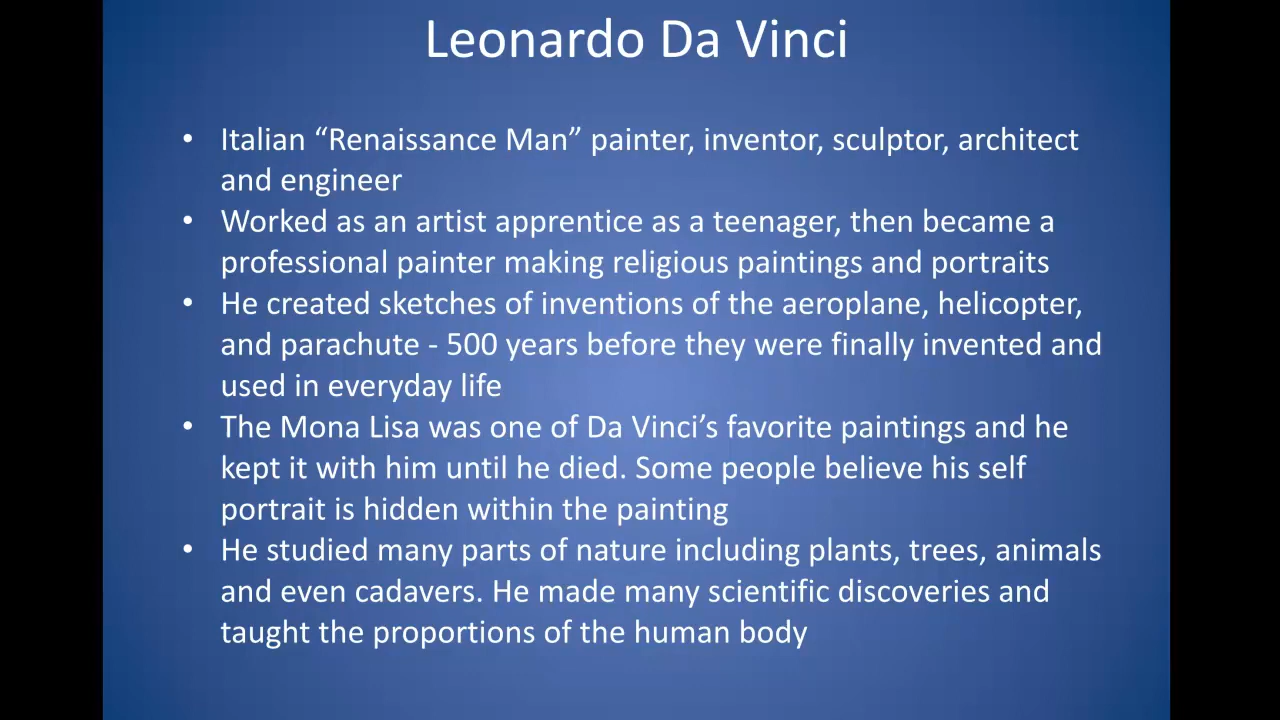 Leonardo Da Vinci
• Italian “Renaissance Man” painter, inventor, sculptor, architect
and engineer
• Worked as an artist apprentice as a teenager, then became a
professional painter making religious paintings and portraits
• He created sketches of inventions of the aeroplane, helicopter,
and parachute - 500 years before they were finally invented and
used in everyday life
• The Mona Lisa was one of Da Vinci’s favorite paintings and he
kept it with him until he died. Some people believe his self
portrait is hidden within the painting
• He studied many parts of nature including plants, trees, animals
and even cadavers. He made many scientific discoveries and
taught the proportions of the human body